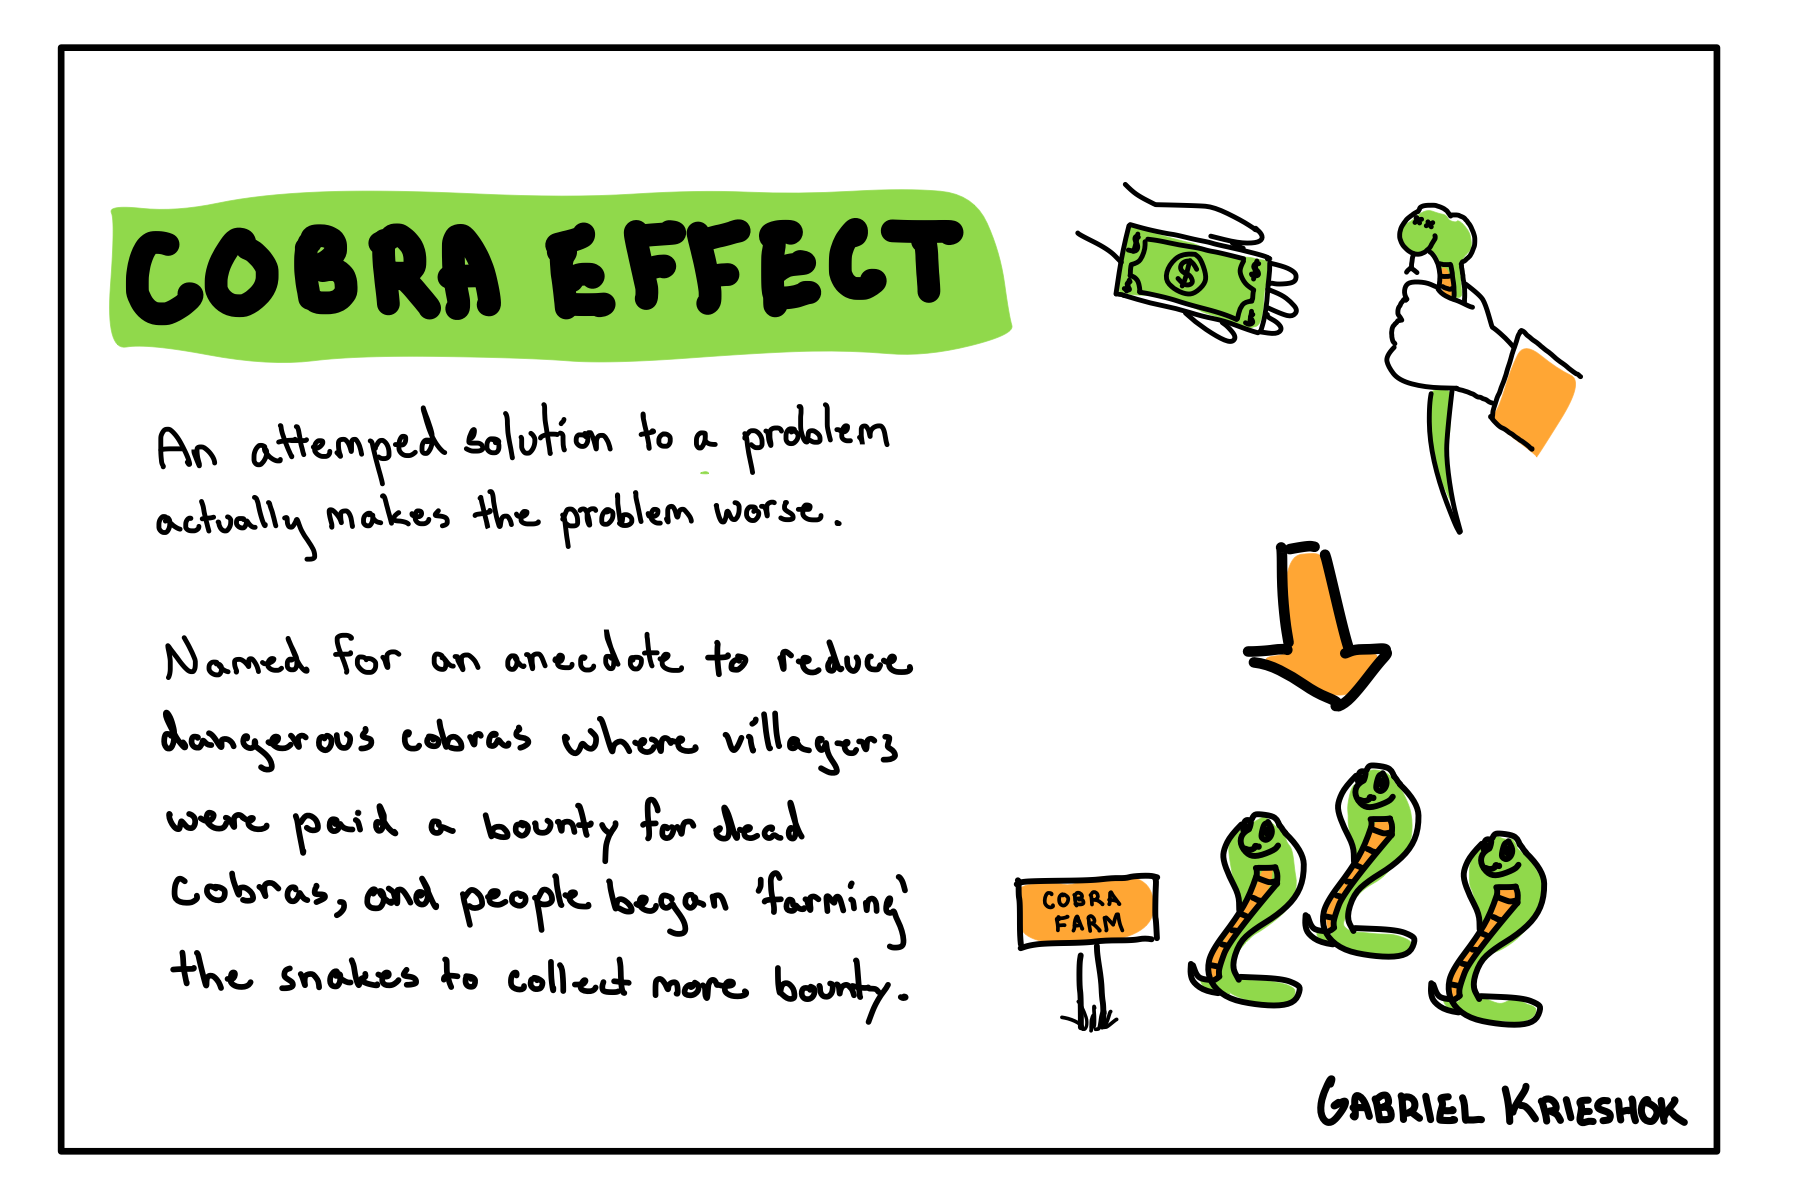 COBRA EFFECT
An attemped solution to a problem
actually makes the problem worse.
Named for an anecdote to reduce
dangerous cobras where villagers
were paid a bounty for dead
cobras, and people began 'farming'
the snakes to collect more bounty.
$ $ $ $ $
COBRA
FARM
GABRIEL KRIESHOK